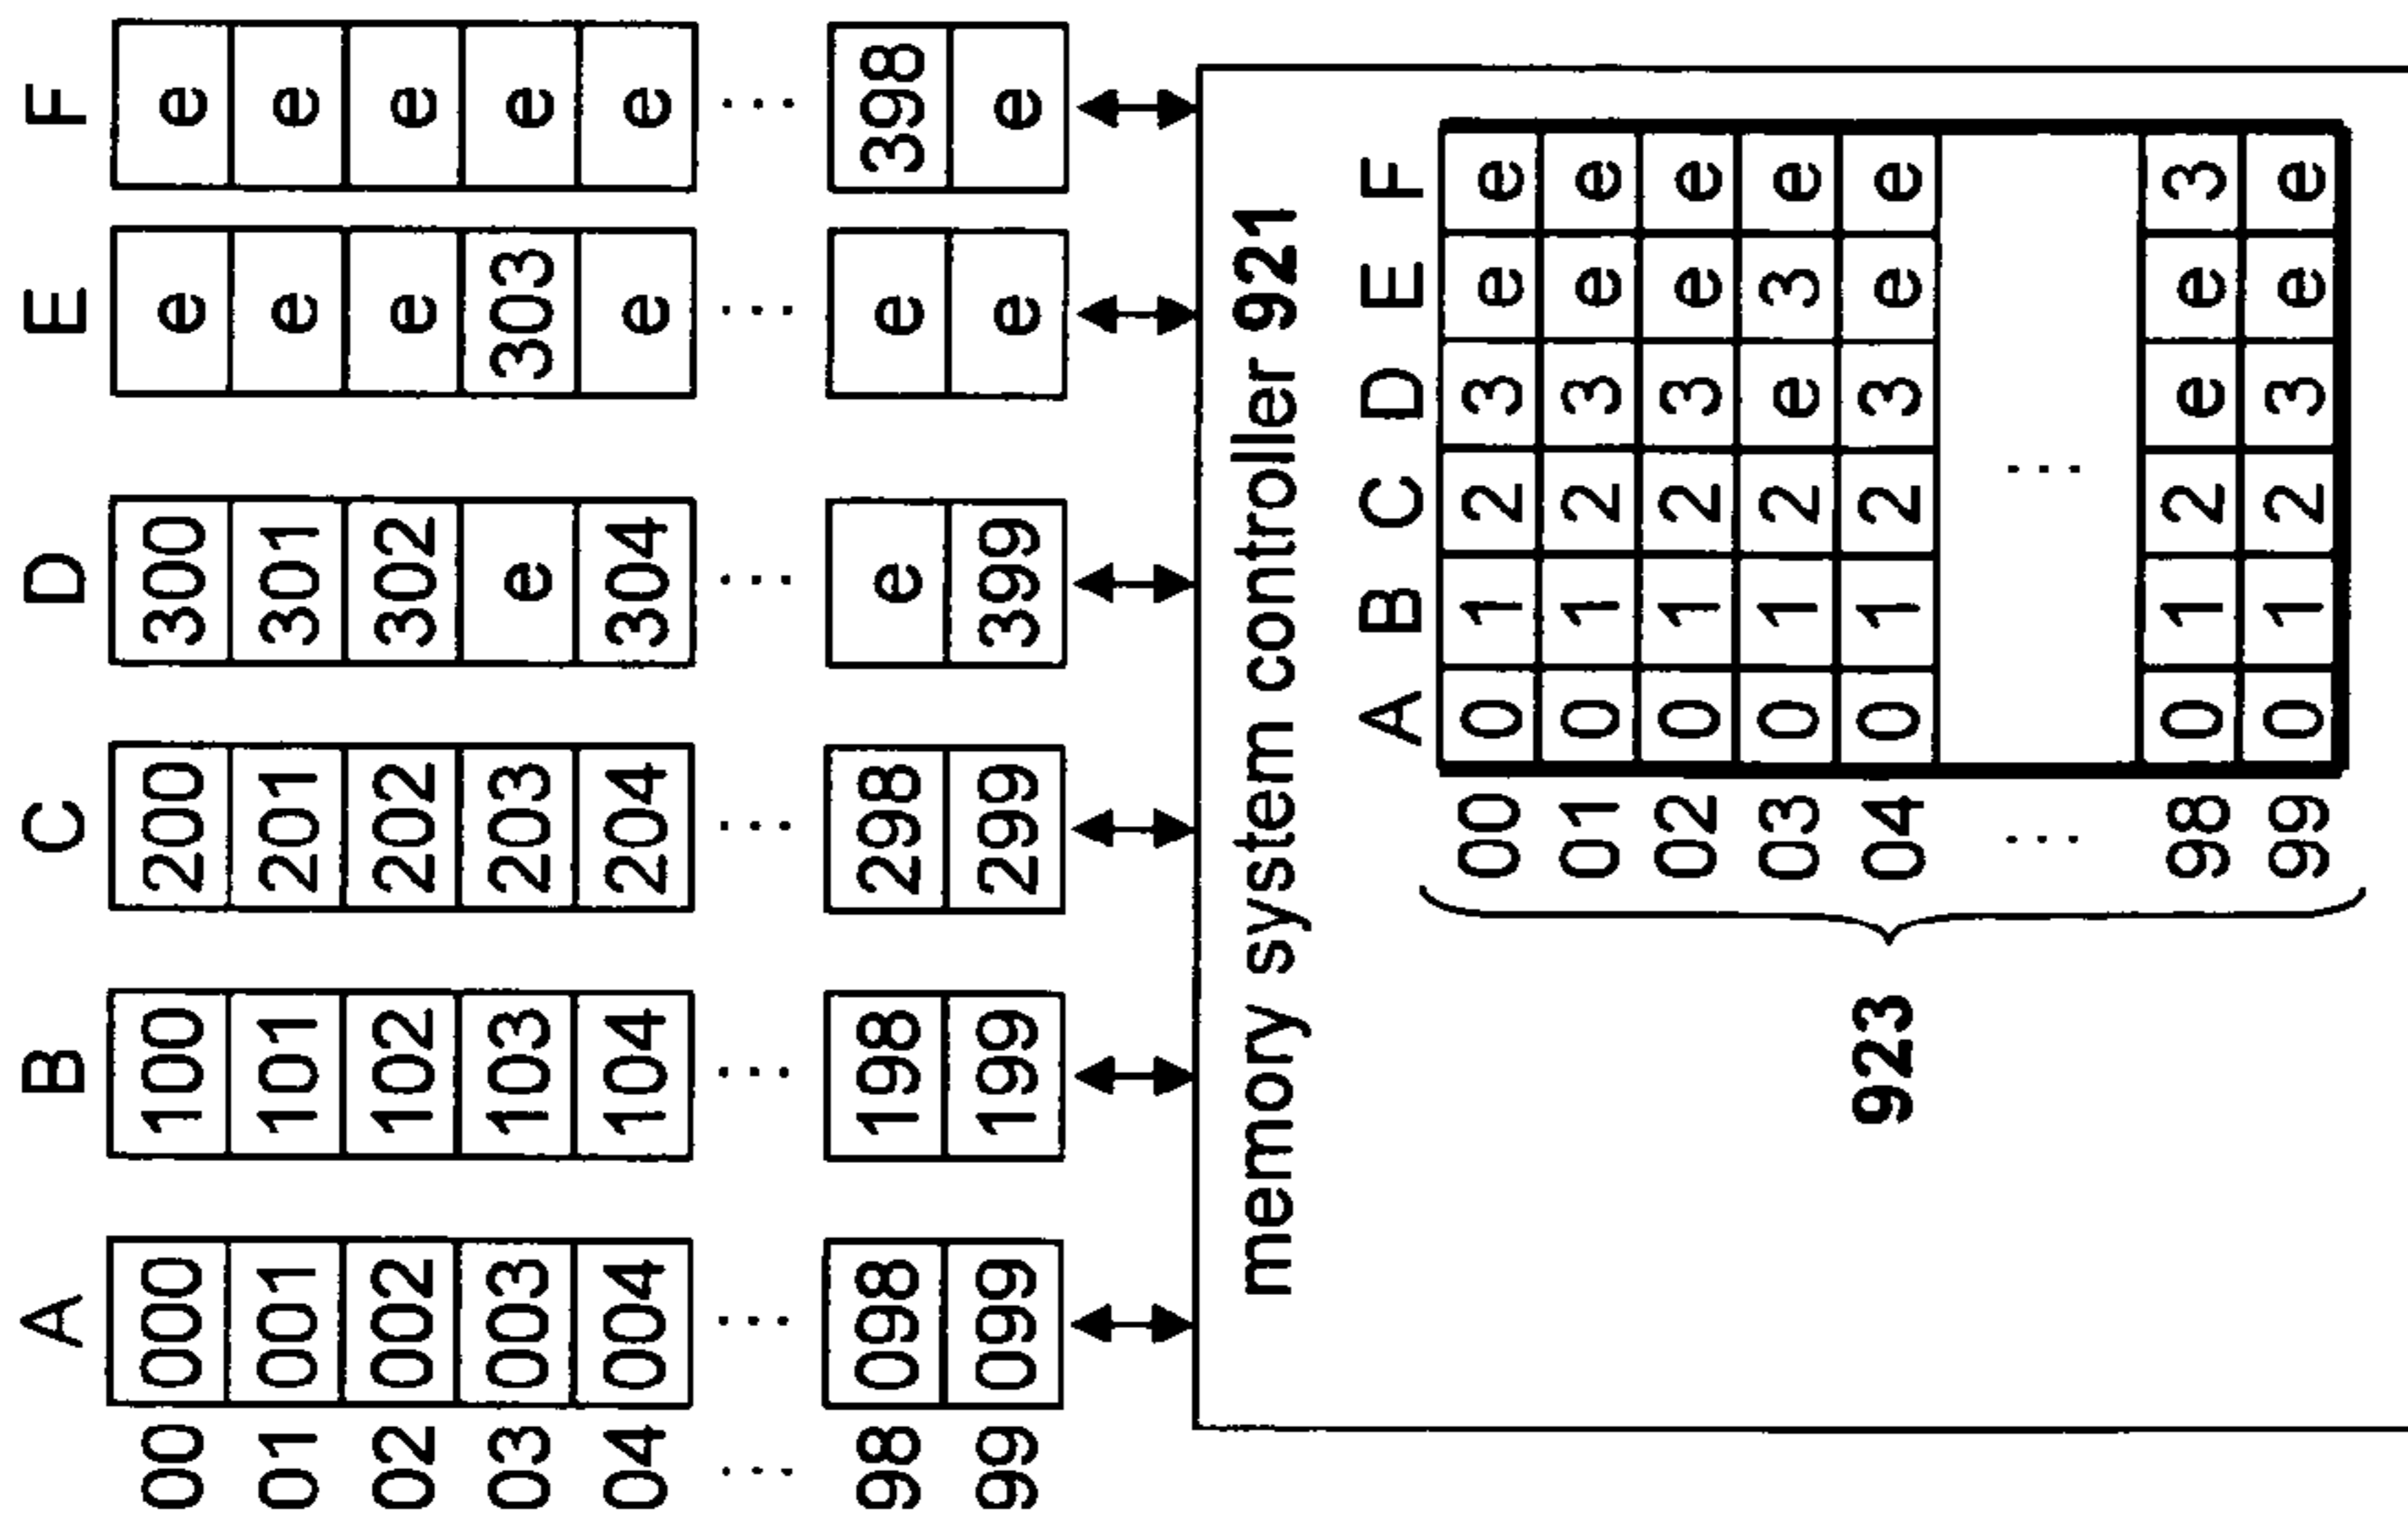 A B C D E F
00 000 100 200 300 e e
01 001 101 201 301 e e
02 002 102 202 302 e e
03 003 103 203 e 303 e
04 004 104 204 304 e e
... ... ... ... ... ... ...
98 098 198 298 e e 398
99 099 199 299 399 e e
memory system controller 921
A B C D E F
00 0 1 2 3 e e
01 0 1 2 3 e e
02 0 1 2 3 e e
03 0 1 2 e 3 e
923 04 0 1 2 3 e e
... ...
98 0 1 2 e e 3
99 0 1 2 3 e e